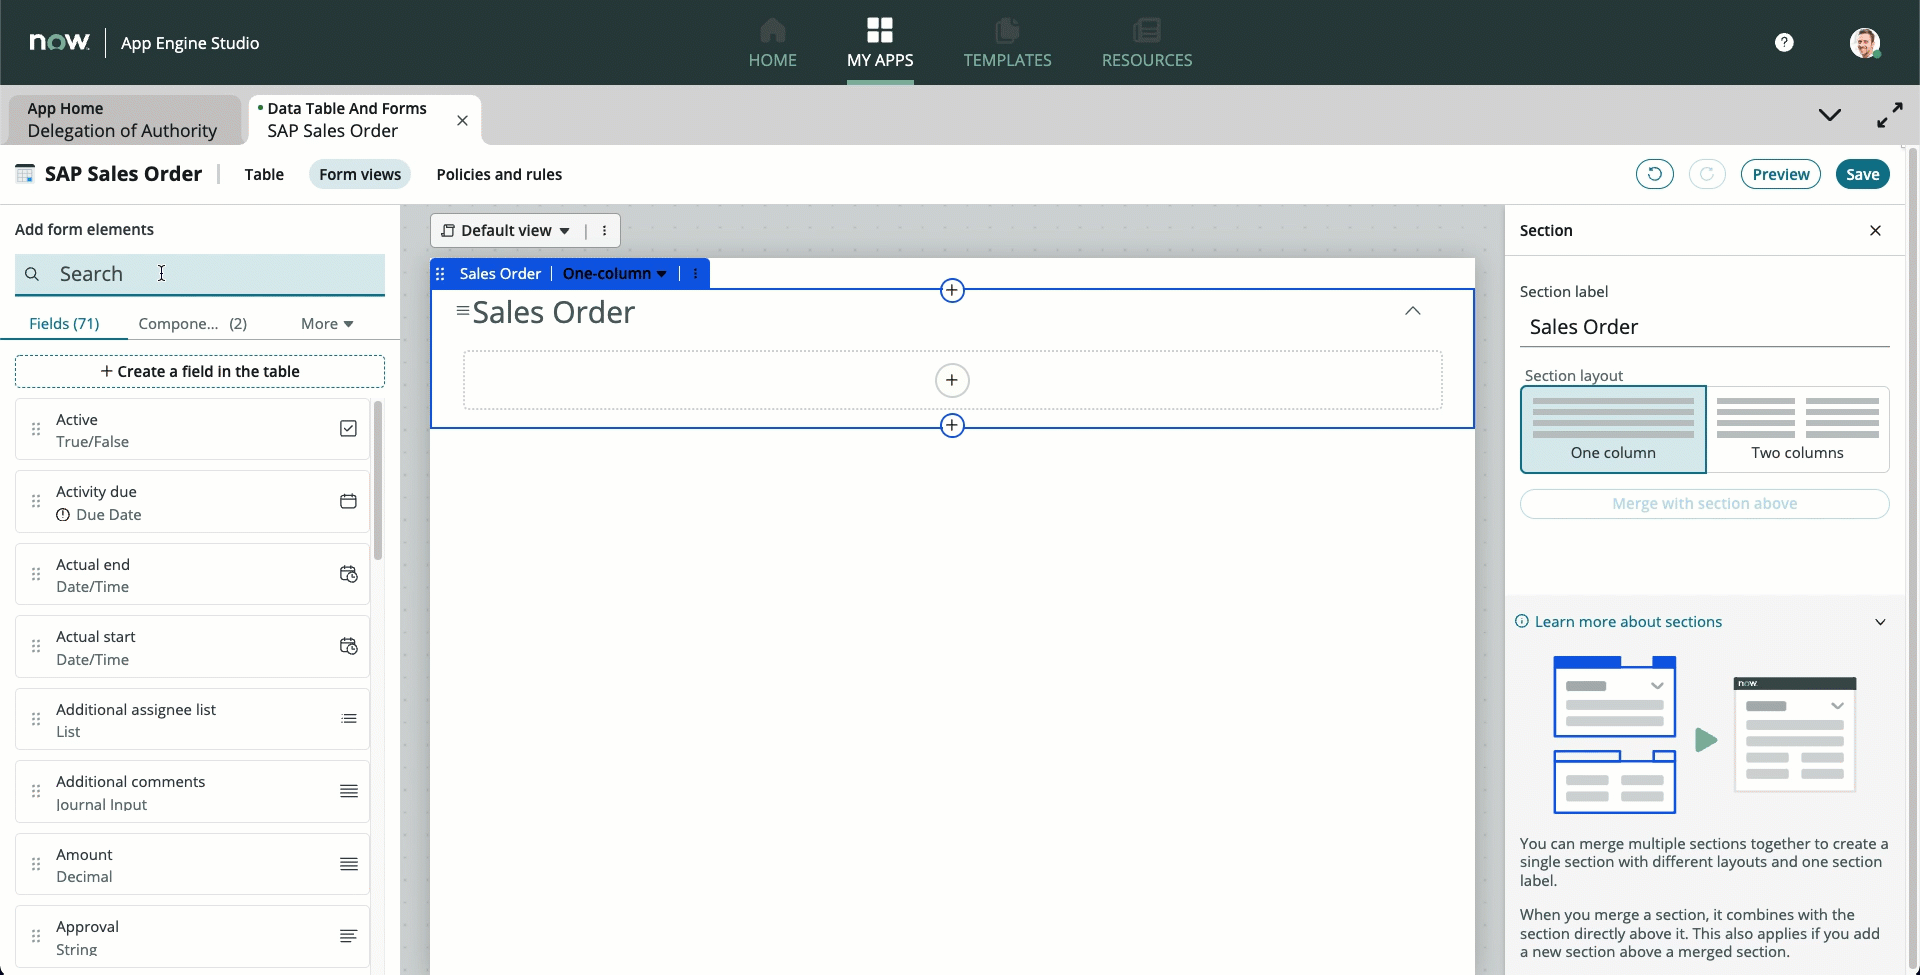 now
App Engine Studio
HOME
MY APPS
TEMPLATES
RESOURCES
?
App Home
Delegation of Authority
Data Table And Forms
SAP Sales Order
SAP Sales Order
Table
Form views
Policies and rules
Preview
Save
Add form elements
Search
Fields (71)
Compone... (2)
More
+ Create a field in the table
Active
True/False
Activity due
Due Date
Actual end
Date/Time
Actual start
Date/Time
Additional assignee list
List
Additional comments
Journal Input
Amount
Decimal
Approval
String
Default view
Sales Order
One-column
Sales Order
Section
Section label
Sales Order
Section layout
One column
Two columns
Merge with section above
Learn more about sections
now.
You can merge multiple sections together to create a
single section with different layouts and one section
label.
When you merge a section, it combines with the
section directly above it. This also applies if you add
a new section above a merged section.